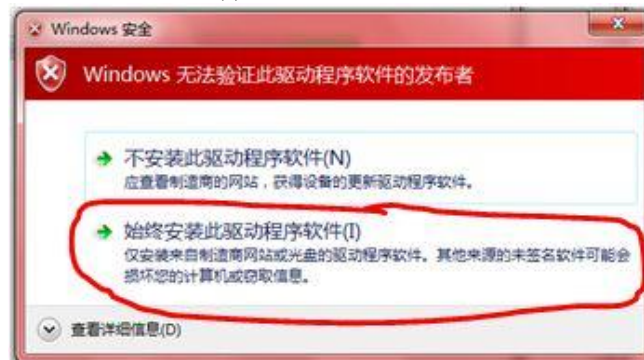 Windows 安全
Windows 无法验证此驱动程序软件的发布者
不安装此驱动程序软件(N)
应查看制造商的网站，获得设备的更新驱动程序软件。
始终安装此驱动程序软件(I)
仅安装来自制造商网站或光盘的驱动程序软件。其他来源的未签名软件可能会
损坏您的计算机或窃取信息。
查看详细信息(D)